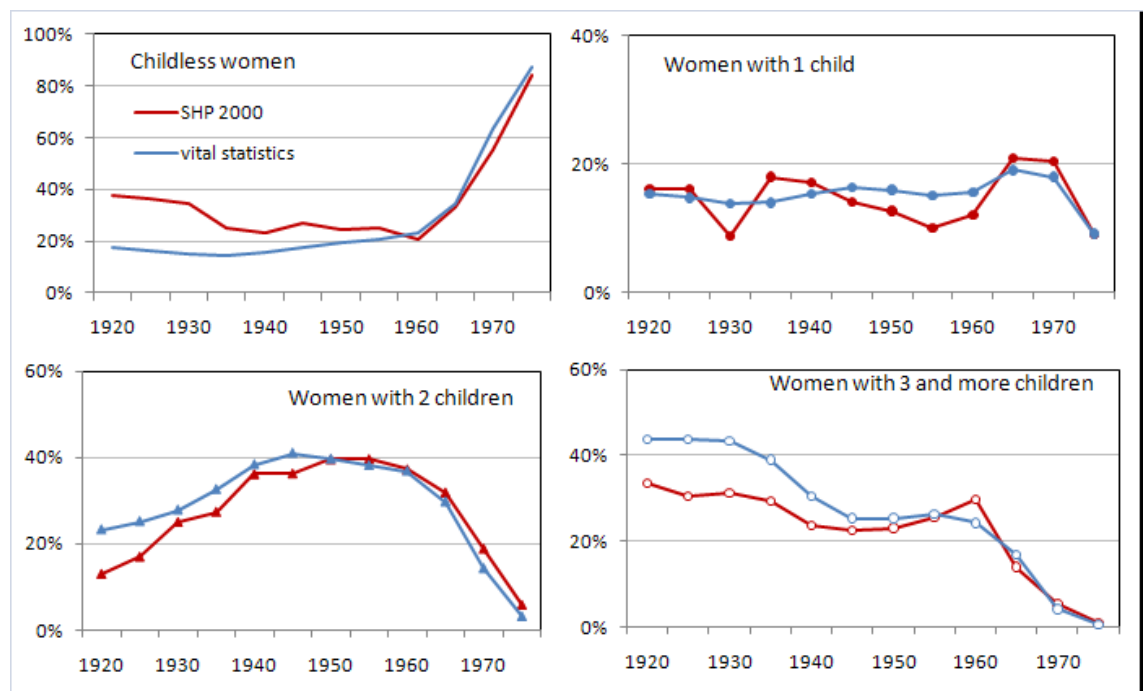 Childless women
SHP 2000
vital statistics
100%
80%
60%
40%
20%
0%
1920 1930 1940 1950 1960 1970
Women with 1 child
40%
20%
0%
1920 1930 1940 1950 1960 1970
Women with 2 children
60%
40%
20%
0%
1920 1930 1940 1950 1960 1970
Women with 3 and more children
60%
40%
20%
0%
1920 1930 1940 1950 1960 1970